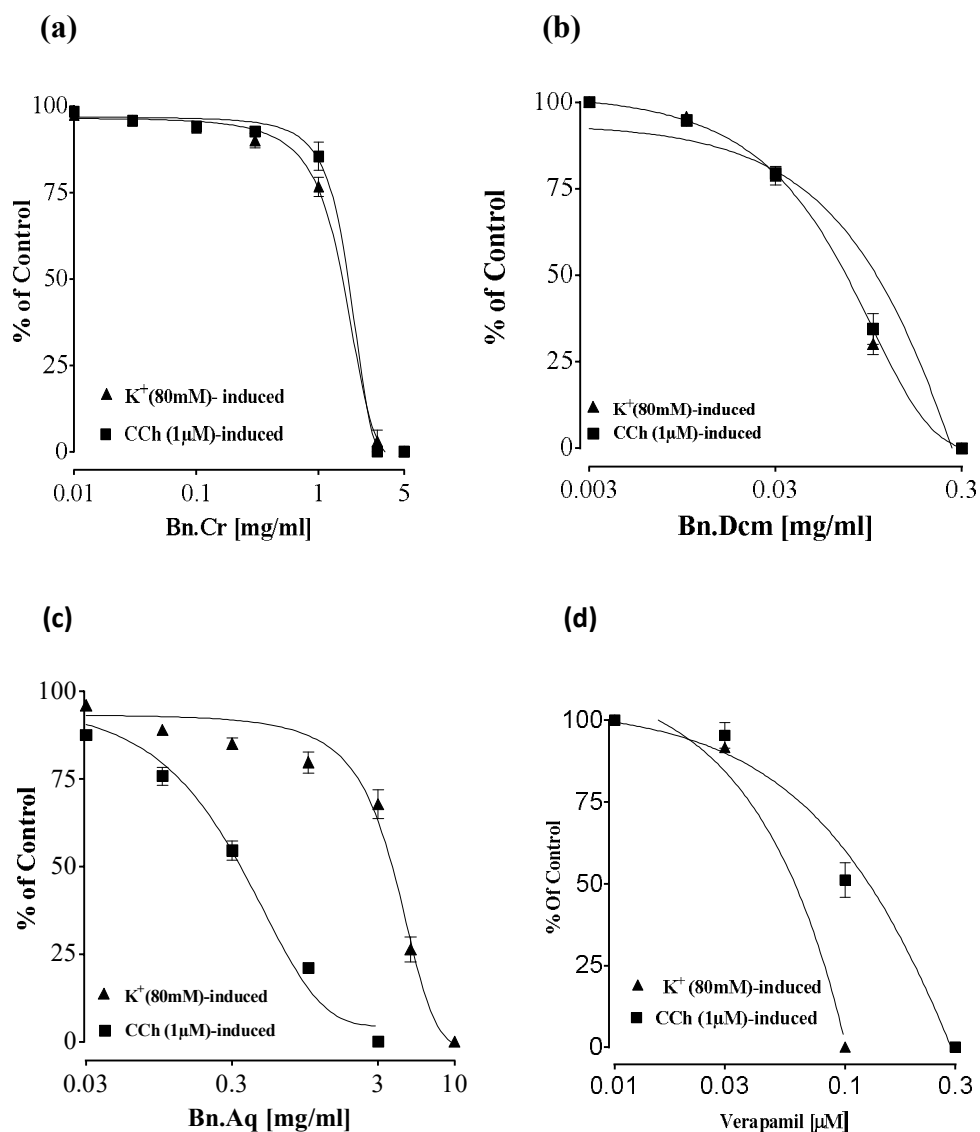 (a)
100
75
50
25
0
% of Control
K⁺(80mM)- induced
CCh (1µM)-induced
0.01 0.1 1 5
Bn.Cr [mg/ml]
(b)
100
75
50
25
0
% of Control
K⁺(80mM)-induced
CCh (1µM)-induced
0.003 0.03 0.3
Bn.Dcm [mg/ml]
(c)
100
75
50
25
0
% of Control
K⁺(80mM)-induced
CCh (1µM)-induced
0.03 0.3 3 10
Bn.Aq [mg/ml]
(d)
100
75
50
25
0
% Of Control
K⁺ (80mM)-induced
CCh (1µM)-induced
0.01 0.03 0.1 0.3
Verapamil [µM]